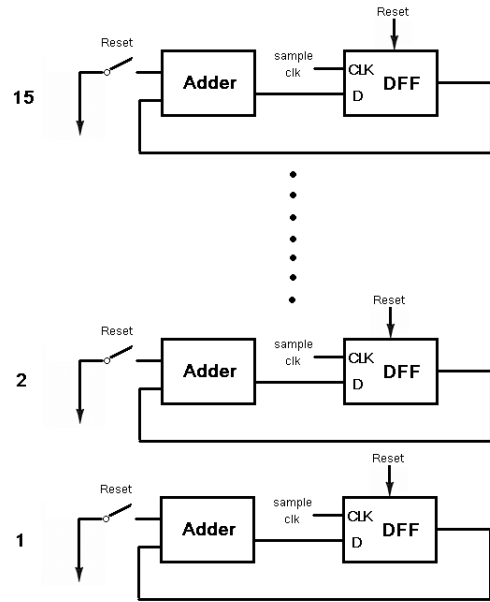 Reset
Reset
15
Adder
sample
clk
CLK
DFF
D
Reset
Reset
2
Adder
sample
clk
CLK
DFF
D
Reset
Reset
1
Adder
sample
clk
CLK
DFF
D